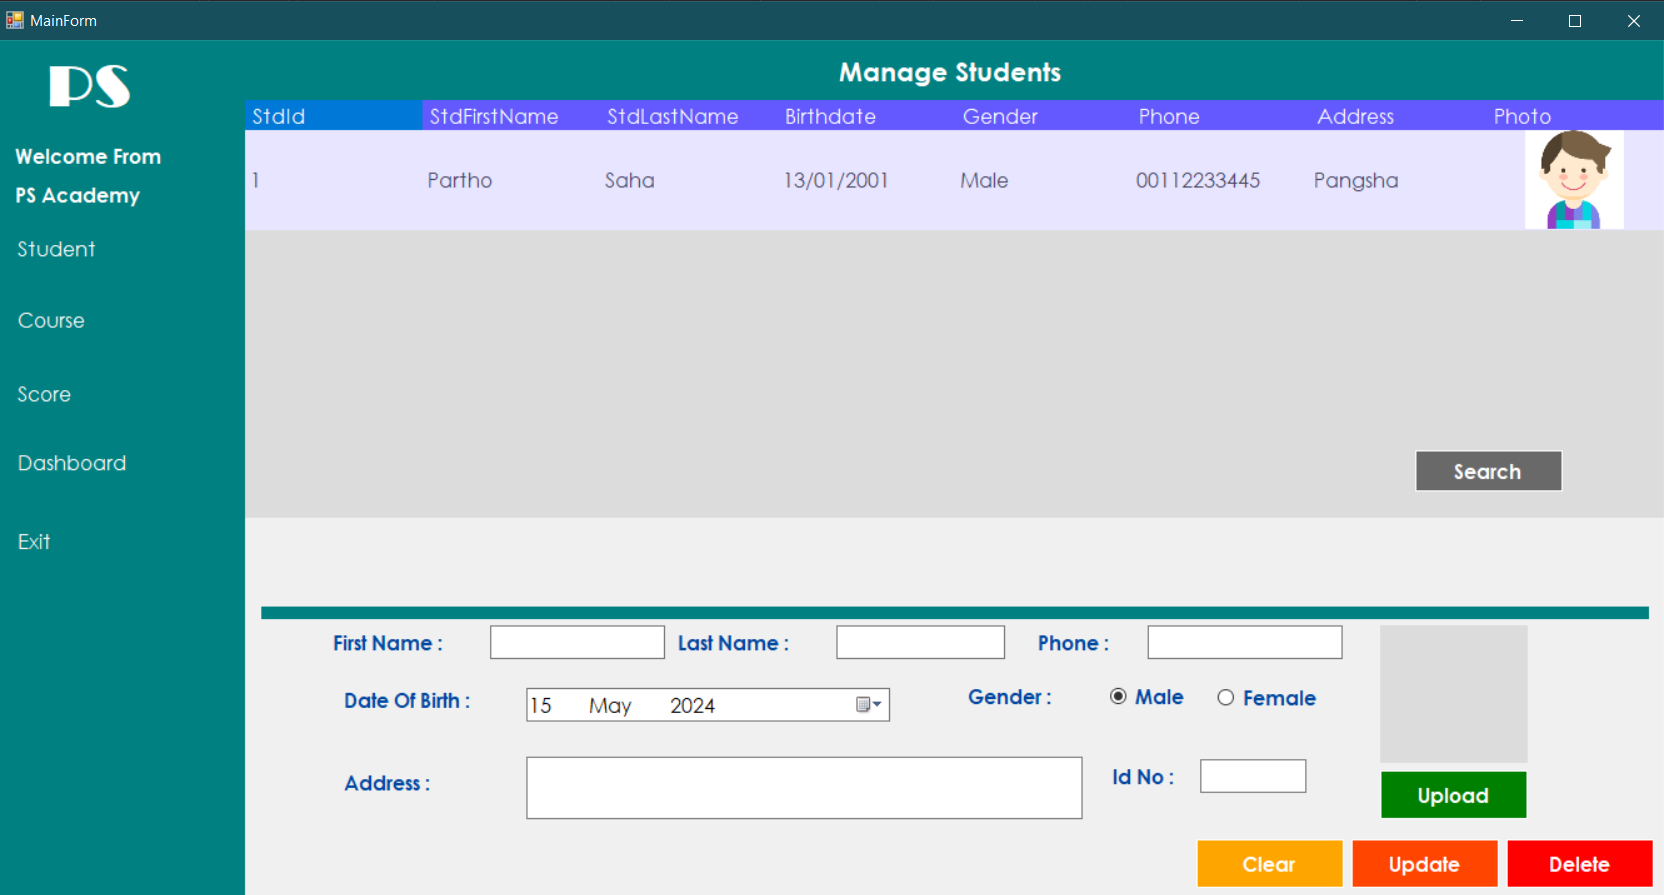 MainForm
PS
Welcome From
PS Academy
Student
Course
Score
Dashboard
Exit
Manage Students
StdId StdFirstName StdLastName Birthdate Gender Phone Address Photo
1 Partho Saha 13/01/2001 Male 00112233445 Pangsha
Search
First Name : Last Name : Phone :
Date Of Birth : 15 May 2024 Gender : Male Female
Address : Id No :
Upload
Clear Update Delete